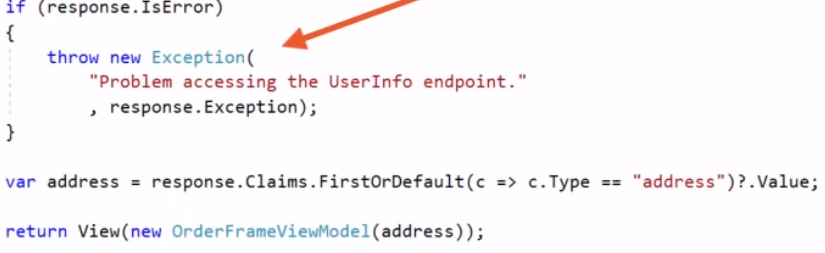 if (response.IsError)
{
throw new Exception(
"Problem accessing the UserInfo endpoint."
, response.Exception);
}
var address = response.Claims.FirstOrDefault(c => c.Type == "address")?.Value;
return View(new OrderFrameViewModel(address));